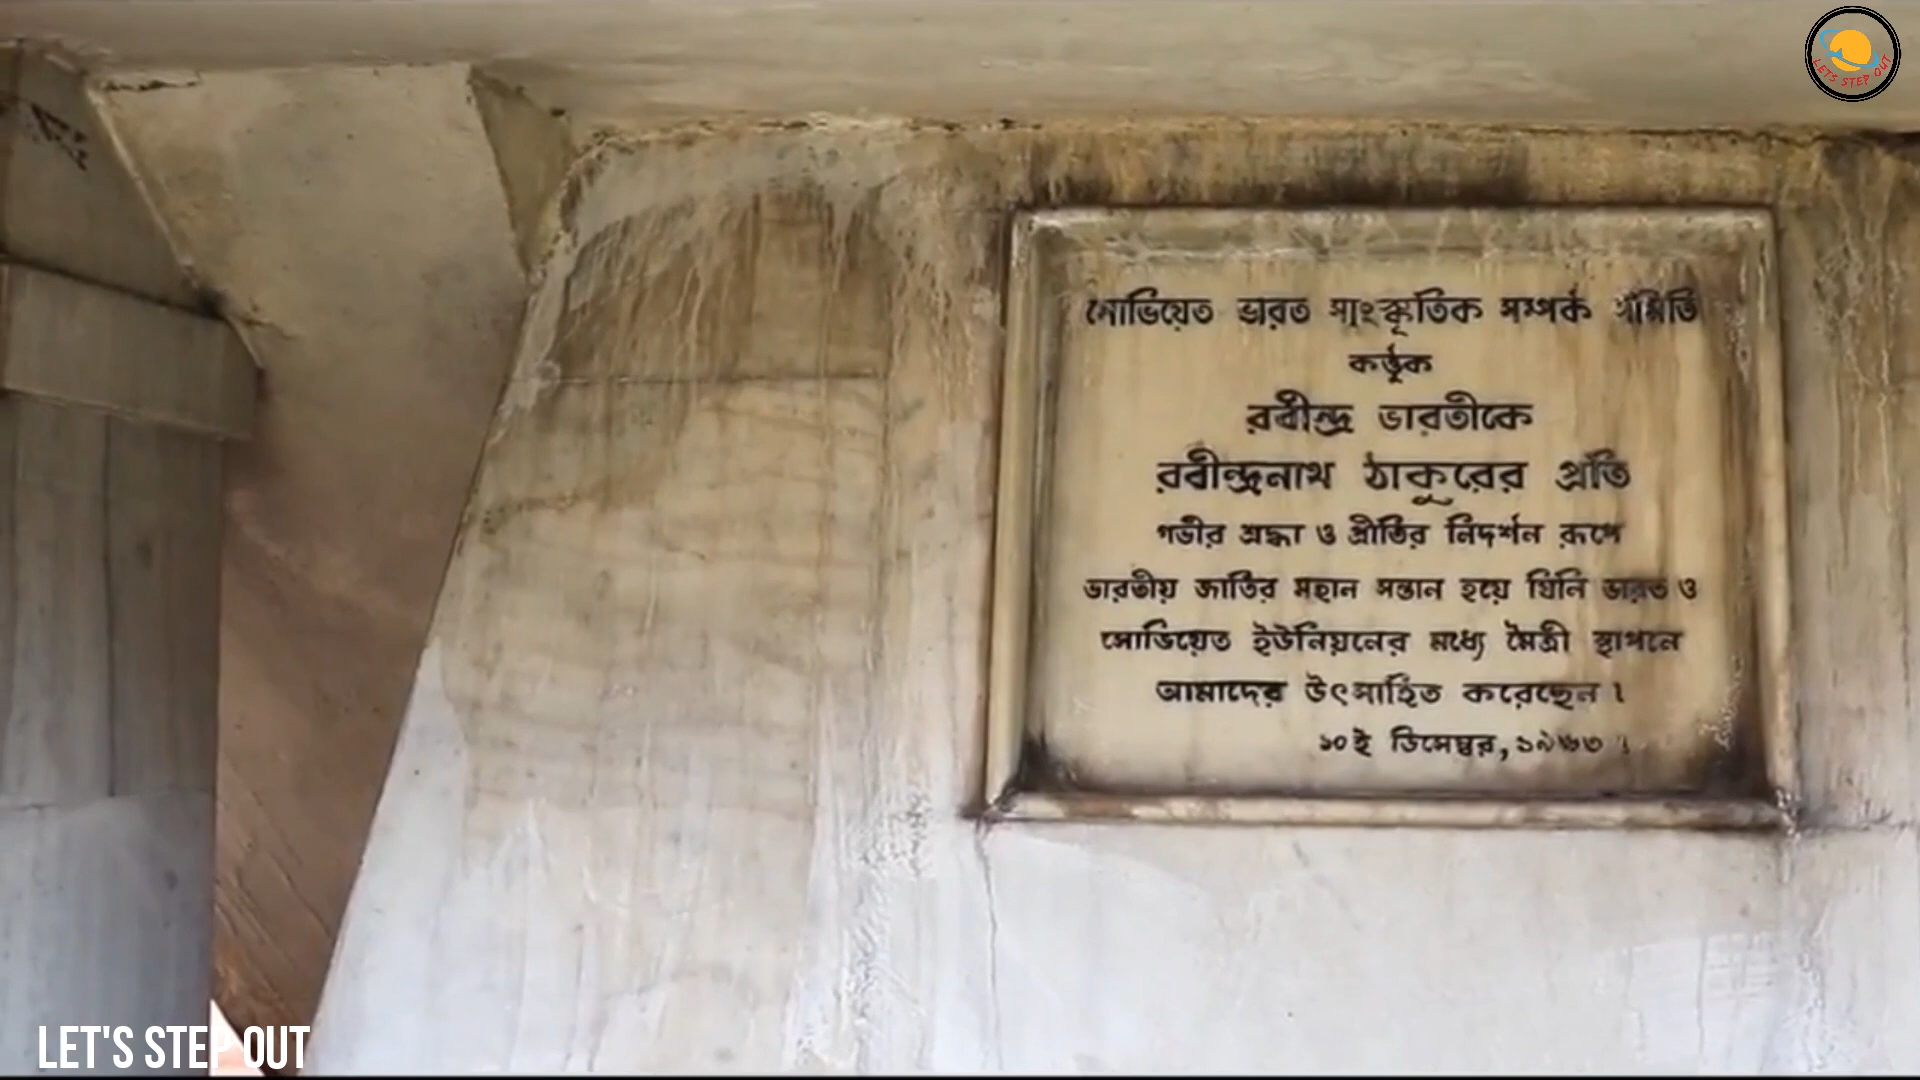 LETS STEP OUT
সোভিয়েত ভারত সাংস্কৃতিক সম্পর্ক সমিতি
কর্তৃক
রবীন্দ্র ভারতীকে
রবীন্দ্রনাথ ঠাকুরের প্রতি
গভীর শ্রদ্ধা ও প্রীতির নিদর্শন রূপে
ভারতীয় জাতির মহান সন্তান হয়ে যিনি ভারত ও
সোভিয়েত ইউনিয়নের মধ্যে মৈত্রী স্থাপনে
আমাদের উৎসাহিত করেছেন।
১০ই ডিসেম্বর, ১৯৬৩।
LET'S STEP OUT